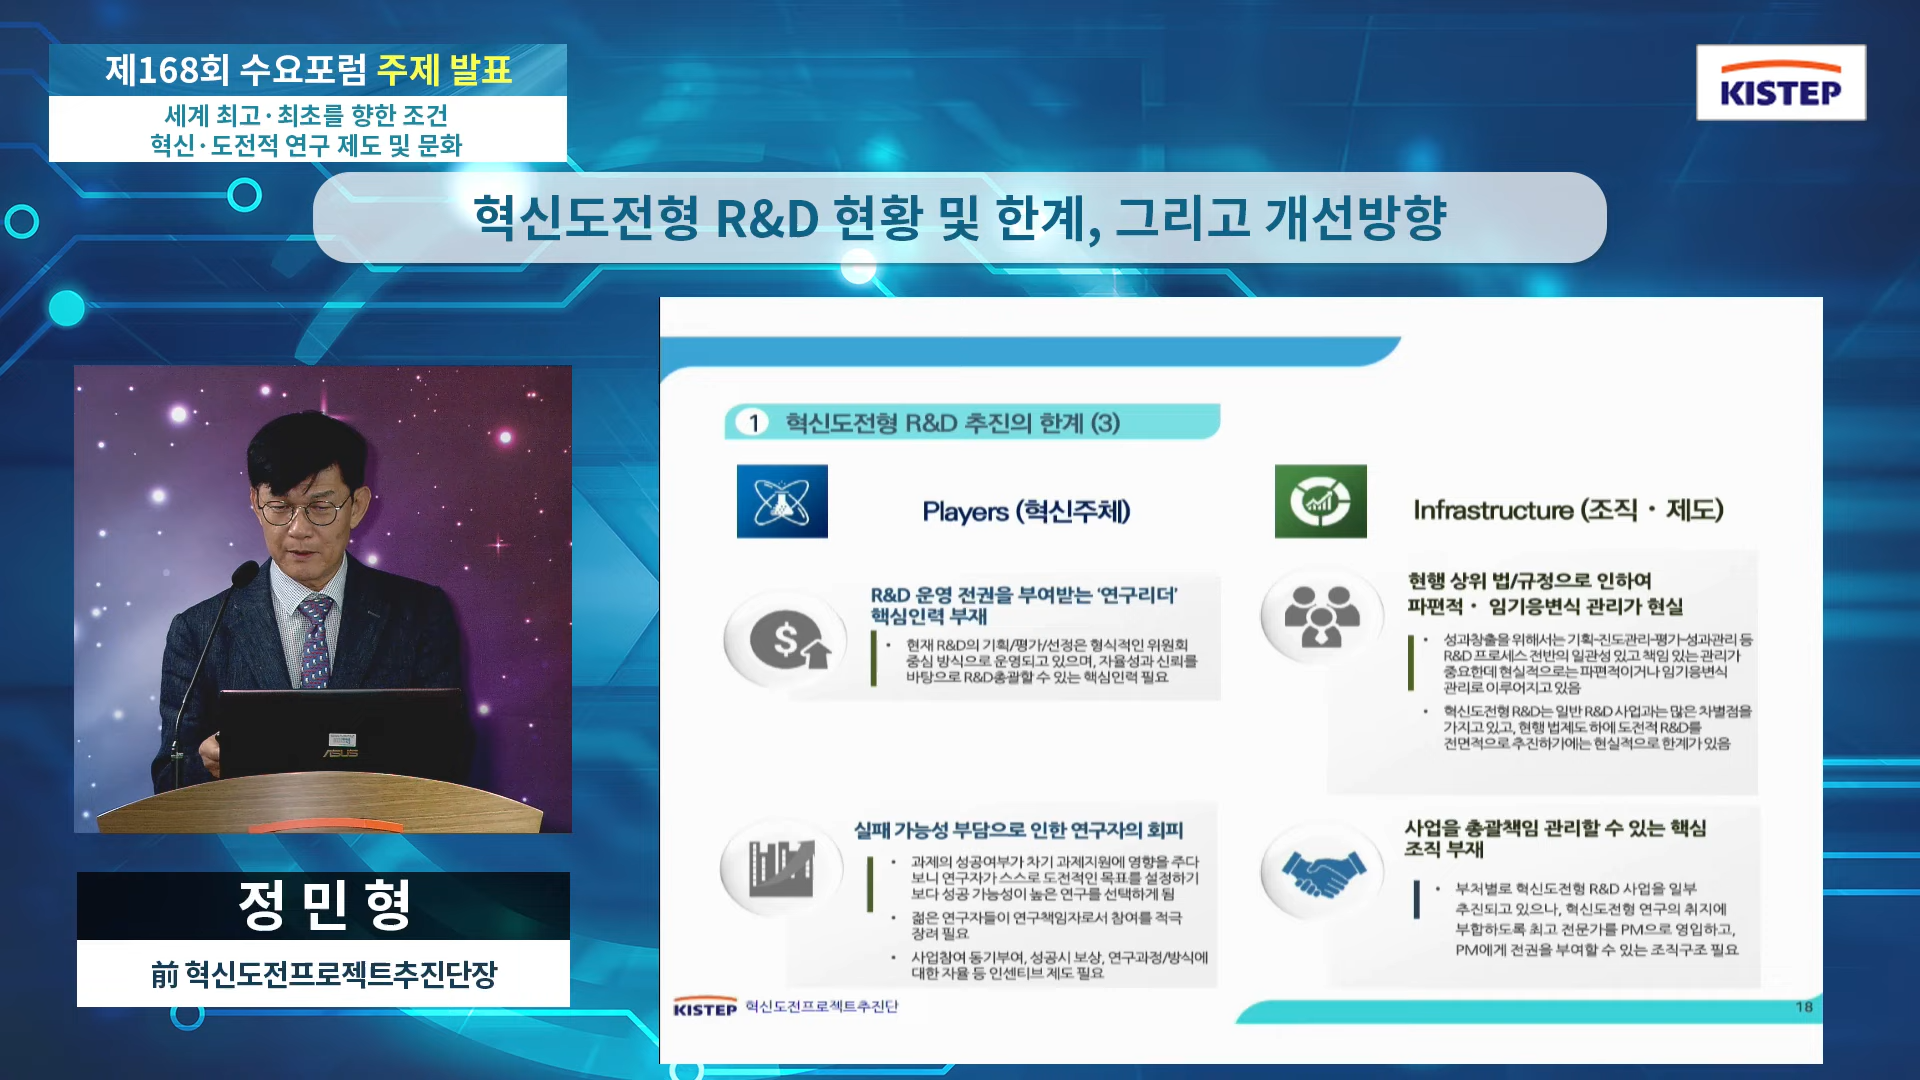 제168회 수요포럼 주제 발표
세계 최고·최초를 향한 조건
혁신·도전적 연구 제도 및 문화
KISTEP
혁신도전형 R&D 현황 및 한계, 그리고 개선방향
1 혁신도전형 R&D 추진의 한계 (3)
Players (혁신주체)
R&D 운영 전권을 부여받는 ‘연구리더’
핵심인력 부재
• 현재 R&D의 기획/평가/선정은 형식적인 위원회
중심 방식으로 운영되고 있으며, 자율성과 신뢰를
바탕으로 R&D총괄할 수 있는 핵심인력 필요
실패 가능성 부담으로 인한 연구자의 회피
• 과제의 성공여부가 차기 과제지원에 영향을 주다
보니 연구자가 스스로 도전적인 목표를 설정하기
보다 성공 가능성이 높은 연구를 선택하게 됨
• 젊은 연구자들이 연구책임자로서 참여를 적극
장려 필요
• 사업참여 동기부여, 성공시 보상, 연구과정/방식에
대한 자율 등 인센티브 제도 필요
Infrastructure (조직 · 제도)
현행 상위 법/규정으로 인하여
파편적 · 임기응변식 관리가 현실
• 성과창출을 위해서는 기획-진도관리-평가-성과관리 등
R&D 프로세스 전반의 일관성 있고 책임 있는 관리가
중요한데 현실적으로는 파편적이거나 임기응변식
관리로 이루어지고 있음
• 혁신도전형 R&D는 일반 R&D 사업과는 많은 차별점을
가지고 있고, 현행 법제도 하에 도전적 R&D를
전면적으로 추진하기에는 현실적으로 한계가 있음
사업을 총괄책임 관리할 수 있는 핵심
조직 부재
• 부처별로 혁신도전형 R&D 사업을 일부
추진되고 있으나, 혁신도전형 연구의 취지에
부합하도록 최고 전문가를 PM으로 영입하고,
PM에게 전권을 부여할 수 있는 조직구조 필요
KISTEP 혁신도전프로젝트추진단
18
ASUS
정민형
前 혁신도전프로젝트추진단장